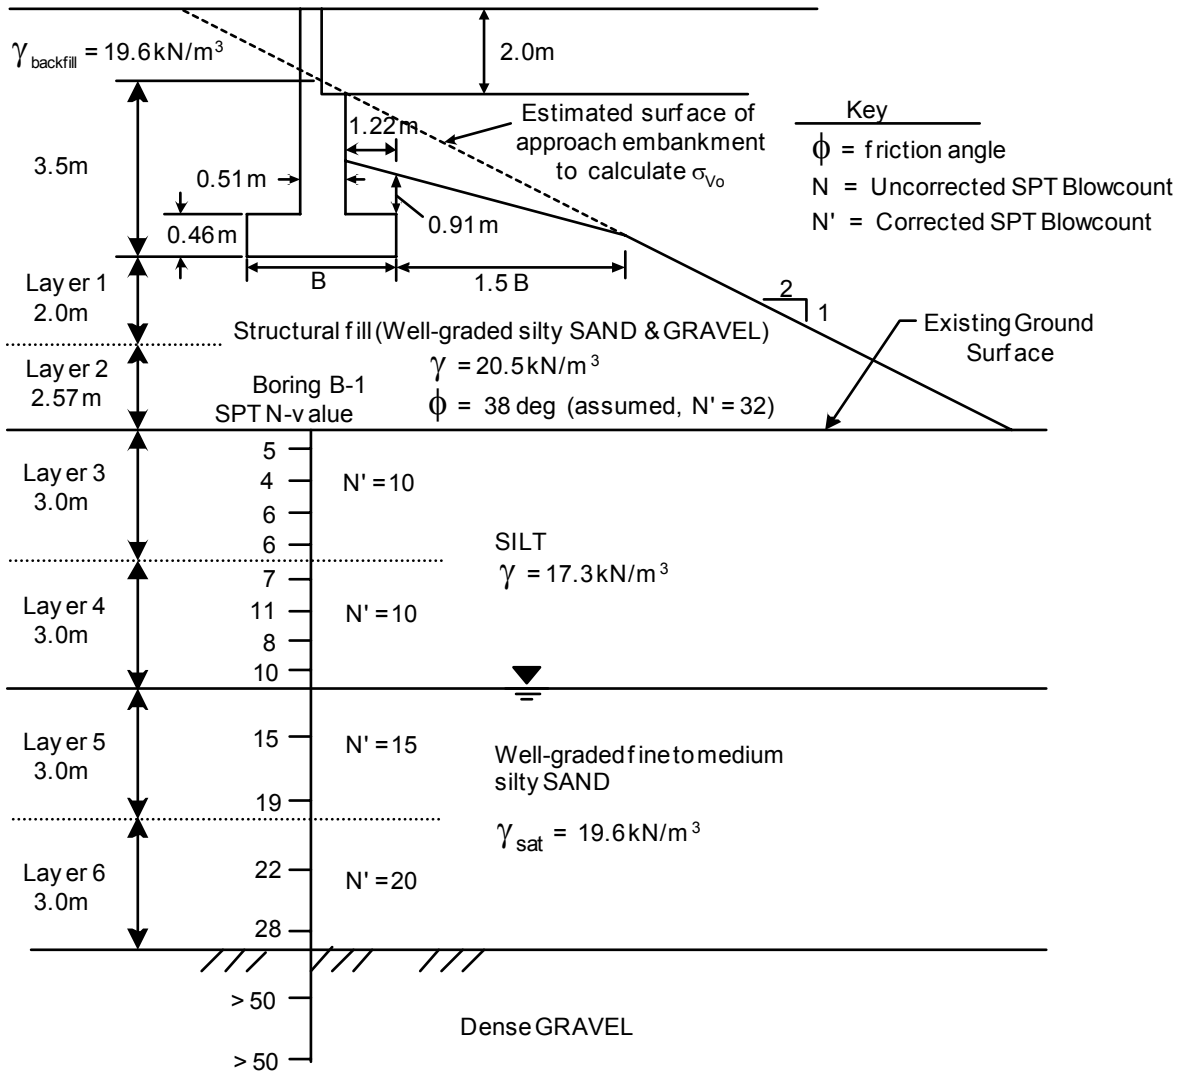 γbackfill = 19.6kN/m³
2.0m
Estimated surface of
approach embankment
to calculate σVo
Key
ϕ = friction angle
N = Uncorrected SPT Blowcount
N' = Corrected SPT Blowcount
3.5m
1.22m
0.51m
0.46m
0.91m
B
1.5 B
2
1
Layer 1
2.0m
Structural fill (Well-graded silty SAND & GRAVEL)
γ = 20.5kN/m³
ϕ = 38 deg (assumed, N' = 32)
Existing Ground
Surface
Layer 2
2.57m
Boring B-1
SPT N-value
Layer 3
3.0m
5
4
6
6
N' = 10
SILT
γ = 17.3kN/m³
Layer 4
3.0m
7
11
8
10
N' = 10
Layer 5
3.0m
15
19
N' = 15
Well-graded fine to medium
silty SAND
γsat = 19.6kN/m³
Layer 6
3.0m
22
28
N' = 20
> 50
> 50
Dense GRAVEL